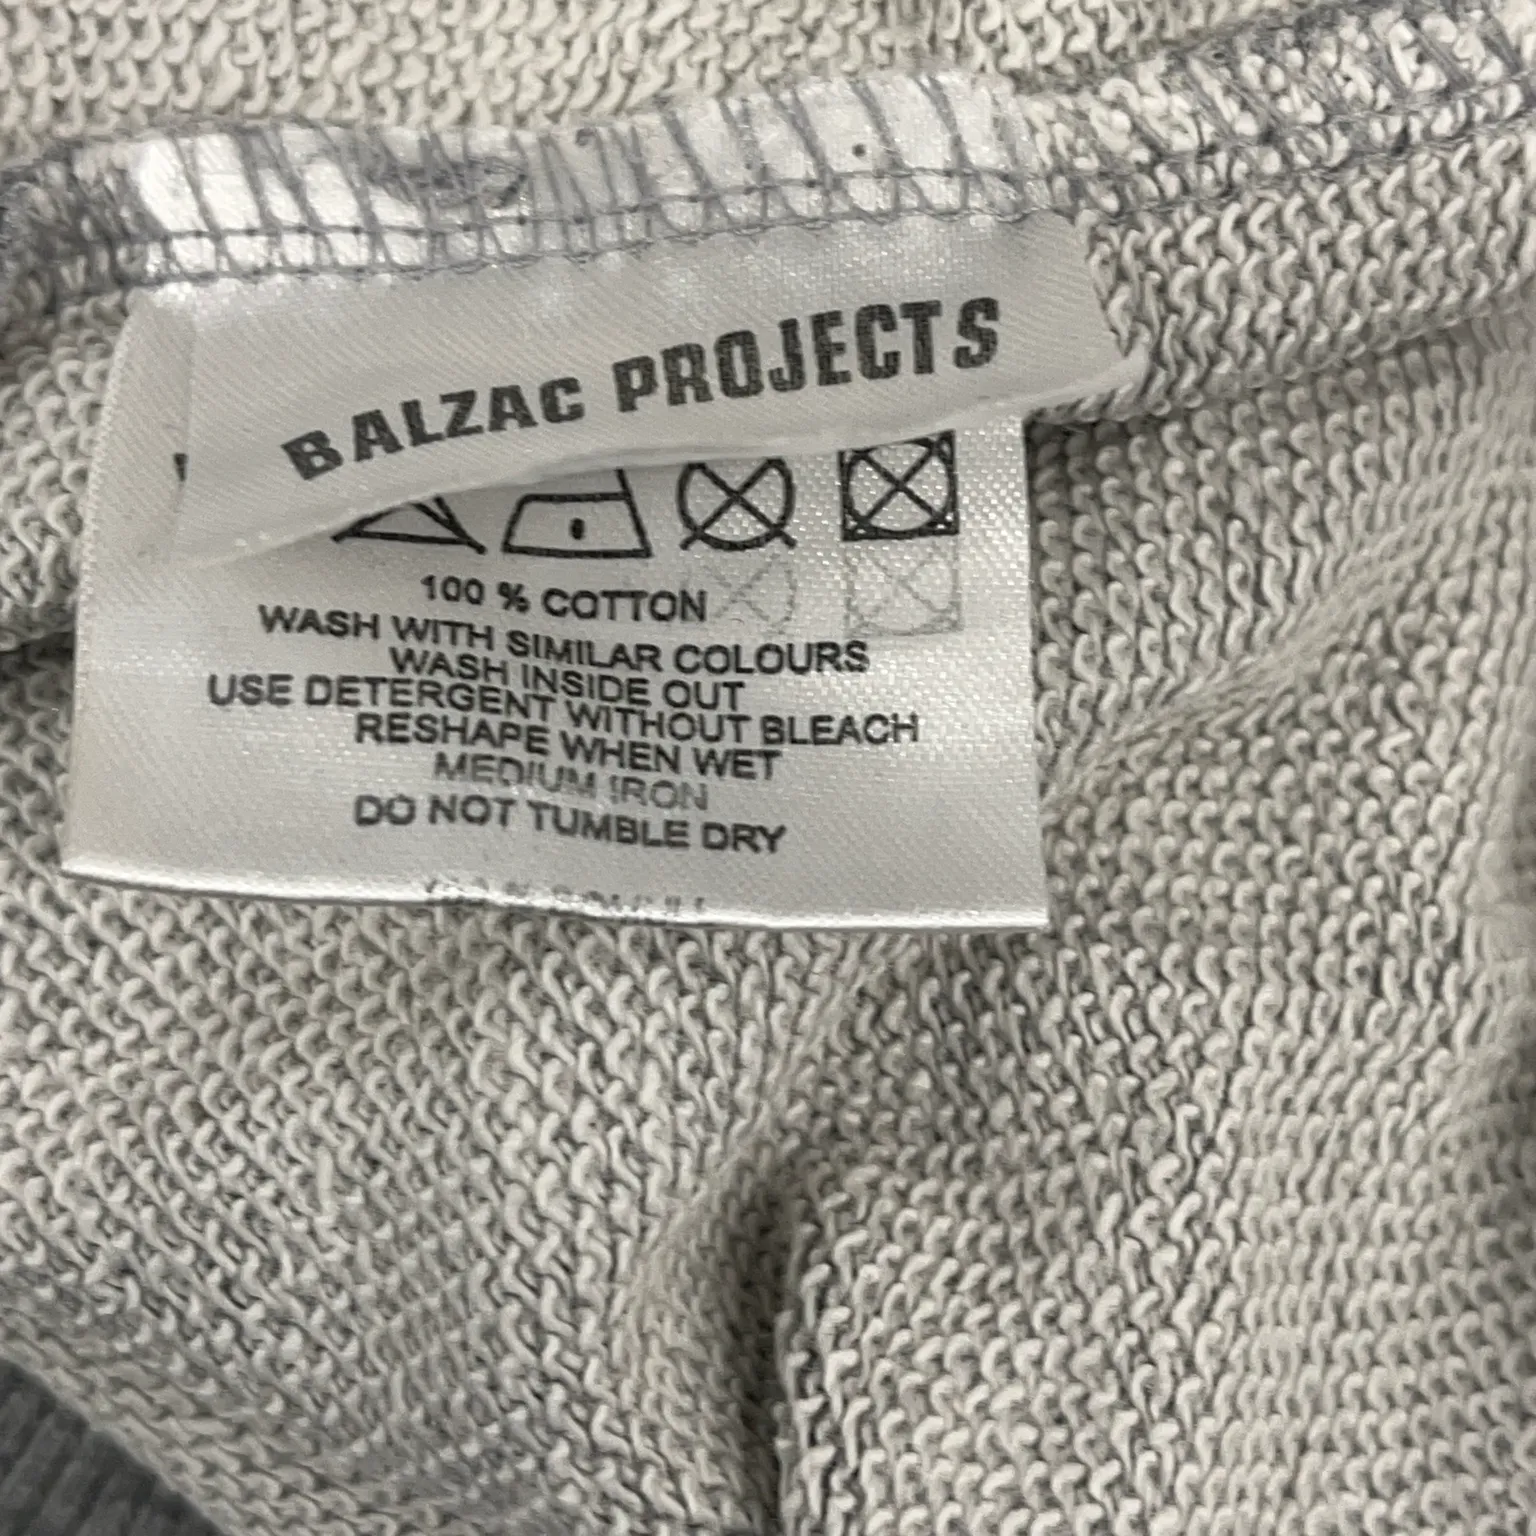 BALZAC PROJECTS
100 % COTTON
WASH WITH SIMILAR COLOURS
WASH INSIDE OUT
USE DETERGENT WITHOUT BLEACH
RESHAPE WHEN WET
MEDIUM IRON
DO NOT TUMBLE DRY